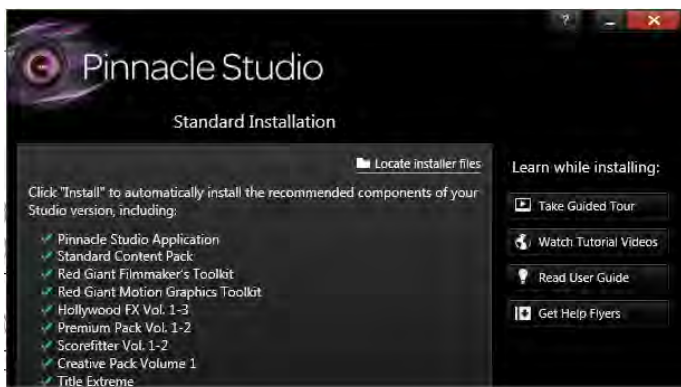 ?
Pinnacle Studio
Standard Installation
Locate installer files
Learn while installing:
Click "Install" to automatically install the recommended components of your
Studio version, including:
Pinnacle Studio Application
Standard Content Pack
Red Giant Filmmaker's Toolkit
Red Giant Motion Graphics Toolkit
Hollywood FX Vol. 1-3
Premium Pack Vol. 1-2
Scorefitter Vol. 1-2
Creative Pack Volume 1
Title Extreme
Take Guided Tour
Watch Tutorial Videos
Read User Guide
Get Help Flyers